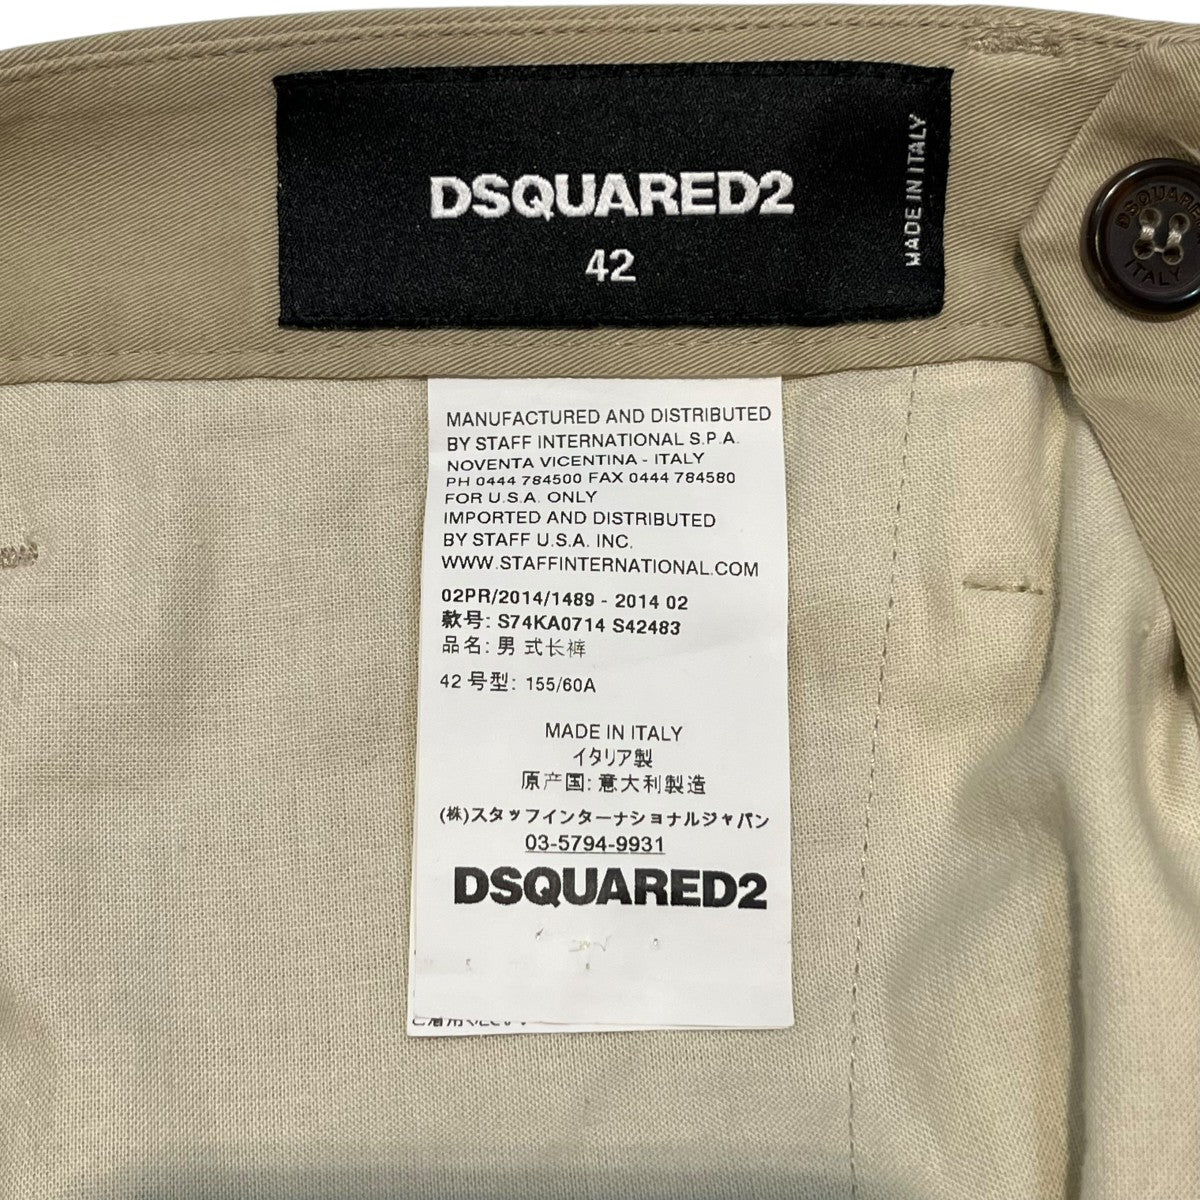 DSQUARED2
42
MADE IN ITALY
DSQUAR
ITALY
MANUFACTURED AND DISTRIBUTED
BY STAFF INTERNATIONAL S.P.A.
NOVENTA VICENTINA - ITALY
PH 0444 784500 FAX 0444 784580
FOR U.S.A. ONLY
IMPORTED AND DISTRIBUTED
BY STAFF U.S.A. INC.
WWW.STAFFINTERNATIONAL.COM
02PR/2014/1489 - 2014 02
款号: S74KA0714 S42483
品名: 男 式长裤
42 号型: 155/60A
MADE IN ITALY
イタリア製
原产国: 意大利製造
(株)スタッフインターナショナルジャパン
03-5794-9931
DSQUARED2